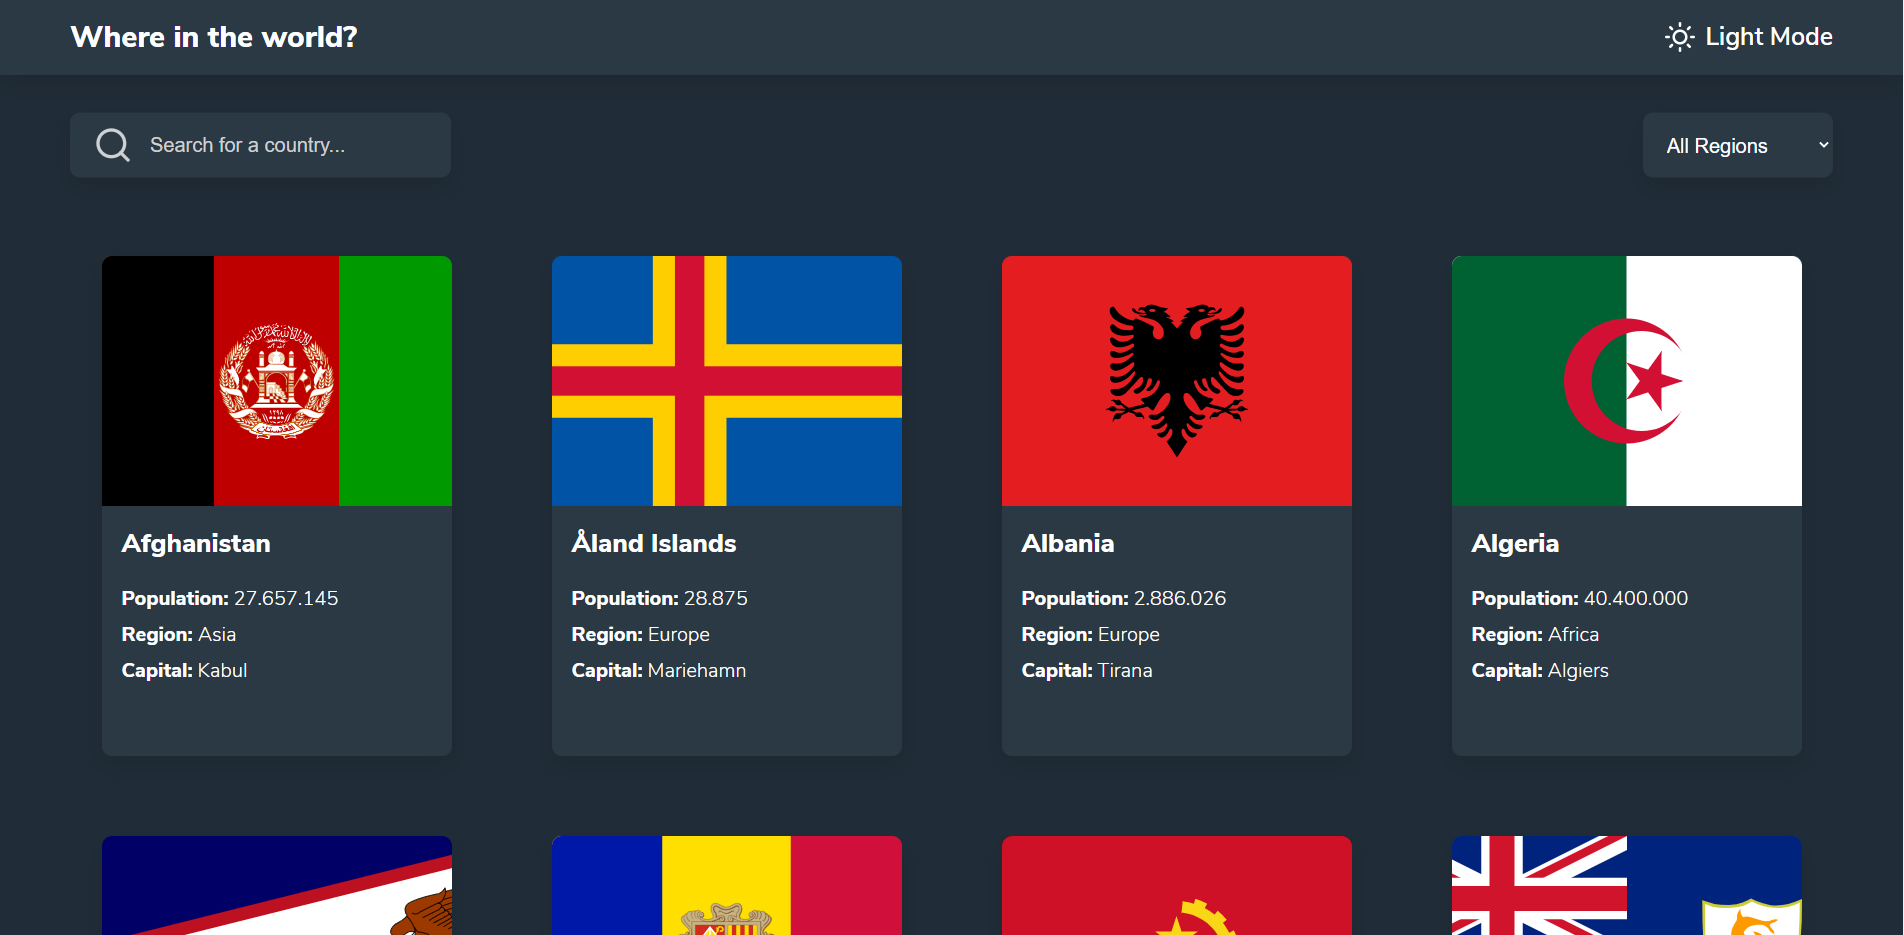 Where in the world?
Light Mode
Search for a country...
All Regions
Afghanistan
Population: 27.657.145
Region: Asia
Capital: Kabul
Åland Islands
Population: 28.875
Region: Europe
Capital: Mariehamn
Albania
Population: 2.886.026
Region: Europe
Capital: Tirana
Algeria
Population: 40.400.000
Region: Africa
Capital: Algiers